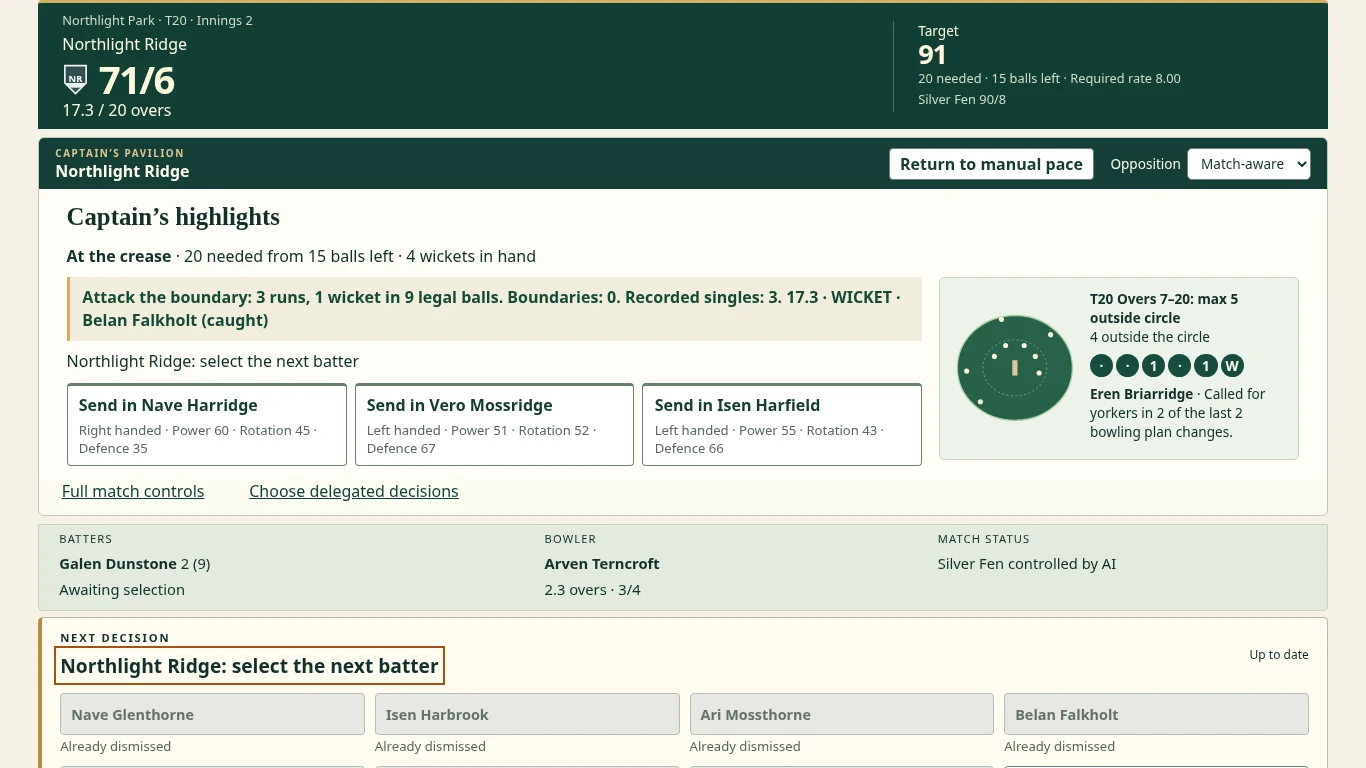 Northlight Park · T20 · Innings 2
Northlight Ridge
NR
71/6
17.3 / 20 overs
Target
91
20 needed · 15 balls left · Required rate 8.00
Silver Fen 90/8
CAPTAIN'S PAVILION
Northlight Ridge
Return to manual pace
Opposition
Match-aware
Captain’s highlights
At the crease · 20 needed from 15 balls left · 4 wickets in hand
Attack the boundary: 3 runs, 1 wicket in 9 legal balls. Boundaries: 0. Recorded singles: 3. 17.3 · WICKET ·
Belan Falkholt (caught)
Northlight Ridge: select the next batter
Send in Nave Harridge
Right handed · Power 60 · Rotation 45 ·
Defence 35
Send in Vero Mossridge
Left handed · Power 51 · Rotation 52 ·
Defence 67
Send in Isen Harfield
Left handed · Power 55 · Rotation 43 ·
Defence 66
T20 Overs 7–20: max 5
outside circle
4 outside the circle
· · 1 · 1 W
Eren Briarridge · Called for
yorkers in 2 of the last 2
bowling plan changes.
Full match controls
Choose delegated decisions
BATTERS
Galen Dunstone 2 (9)
Awaiting selection
BOWLER
Arven Terncroft
2.3 overs · 3/4
MATCH STATUS
Silver Fen controlled by AI
NEXT DECISION
Northlight Ridge: select the next batter
Up to date
Nave Glenthorne
Already dismissed
Isen Harbrook
Already dismissed
Ari Mossthorne
Already dismissed
Belan Falkholt
Already dismissed